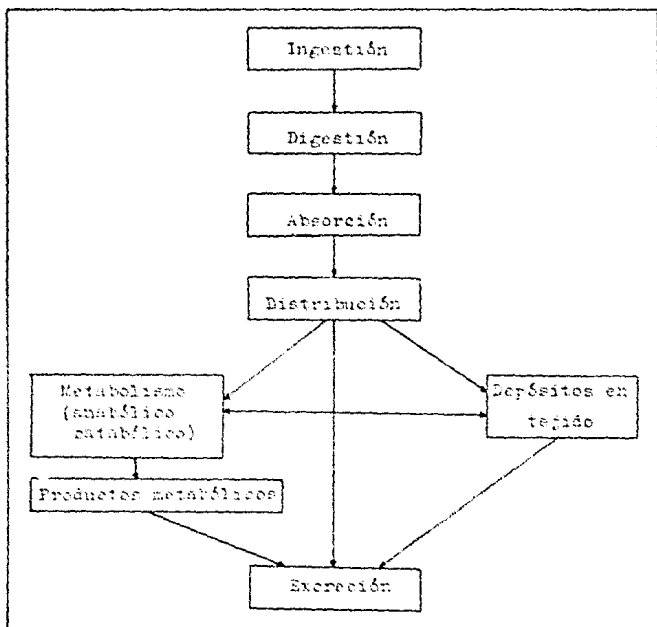 Ingestión
Digestión
Absorción
Distribución
Metabolismo
(anabólico
catabólico)
Depósitos en
tejido
Productos metabólicos
Excreción